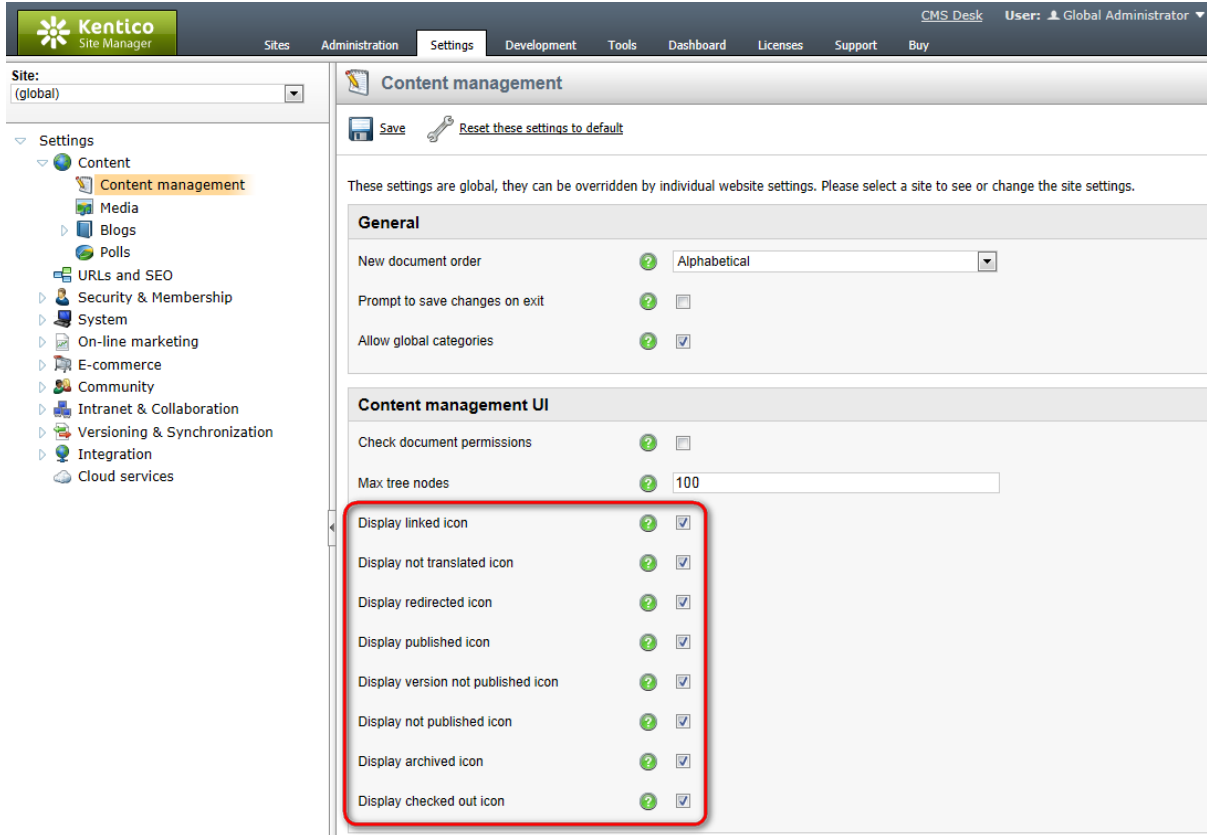 CMS Desk User: Global Administrator
Kentico
Site Manager
Sites Administration Settings Development Tools Dashboard Licenses Support Buy
Site:
(global)
Settings
Content
Content management
Media
Blogs
Polls
URLs and SEO
Security & Membership
System
On-line marketing
E-commerce
Community
Intranet & Collaboration
Versioning & Synchronization
Integration
Cloud services
Content management
Save Reset these settings to default
These settings are global, they can be overridden by individual website settings. Please select a site to see or change the site settings.
General
New document order ? Alphabetical
Prompt to save changes on exit ?
Allow global categories ?
Content management UI
Check document permissions ?
Max tree nodes ? 100
Display linked icon ?
Display not translated icon ?
Display redirected icon ?
Display published icon ?
Display version not published icon ?
Display not published icon ?
Display archived icon ?
Display checked out icon ?